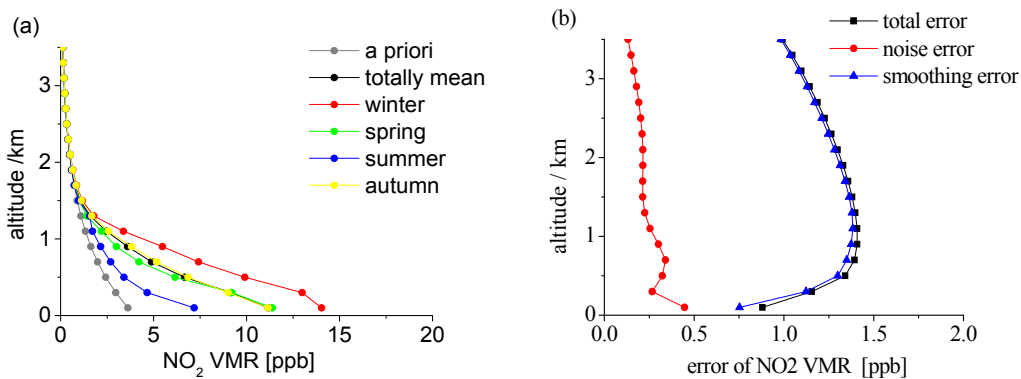 (a)
a priori
totally mean
winter
spring
summer
autumn
altitude /km
3
2
1
0
0 5 10 15 20
NO₂ VMR [ppb]
(b)
total error
noise error
smoothing error
altitude / km
3
2
1
0
0.0 0.5 1.0 1.5 2.0
error of NO2 VMR [ppb]